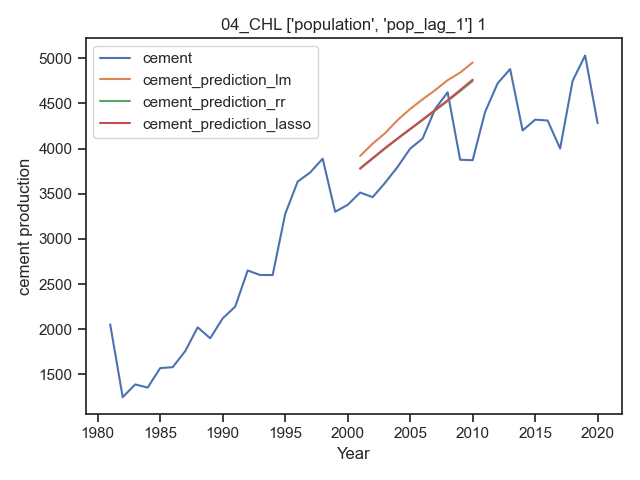 04_CHL ['population', 'pop_lag_1'] 1
cement
cement_prediction_lm
cement_prediction_rr
cement_prediction_lasso
cement production
5000
4500
4000
3500
3000
2500
2000
1500
1980
1985
1990
1995
2000
2005
2010
2015
2020
Year